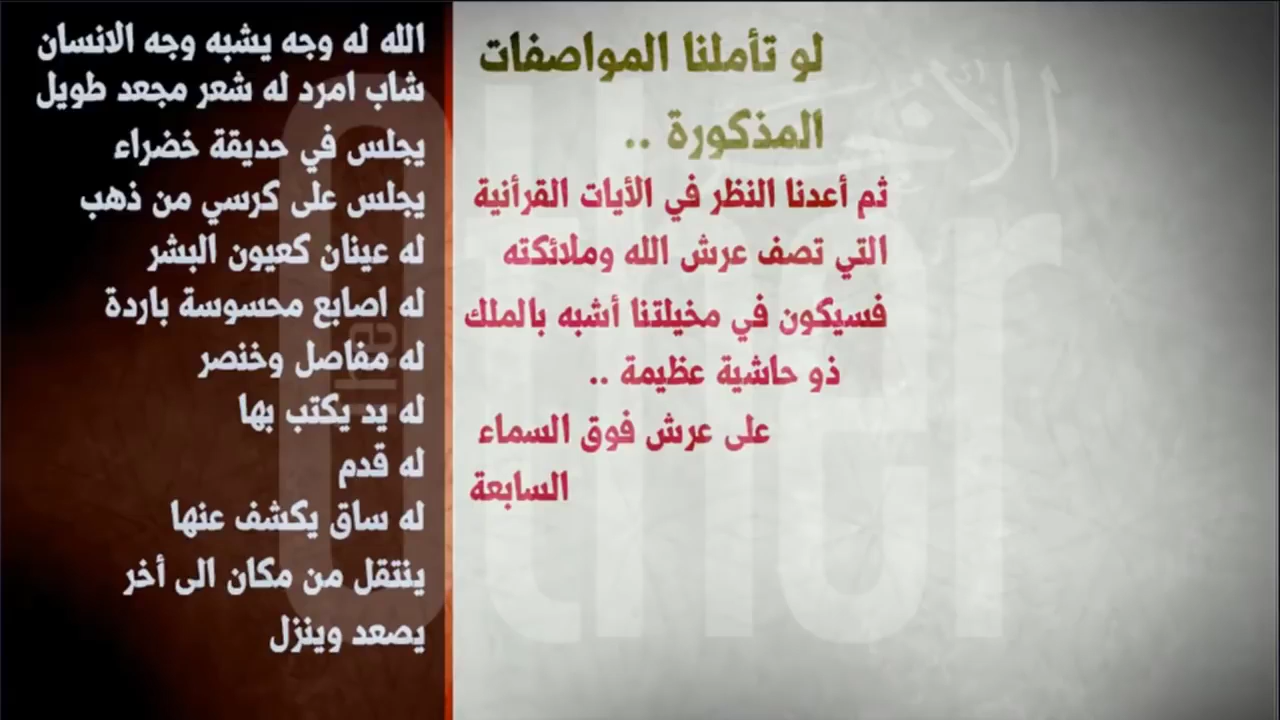 لو تأملنا المواصفات
المذكورة ..
ثم أعدنا النظر في الأيات القرأنية
التي تصف عرش الله وملائكته
فسيكون في مخيلتنا أشبه بالملك
ذو حاشية عظيمة ..
على عرش فوق السماء
السابعة
الله له وجه يشبه وجه الانسان
شاب امرد له شعر مجعد طويل
يجلس في حديقة خضراء
يجلس على كرسي من ذهب
له عينان كعيون البشر
له اصابع محسوسة باردة
له مفاصل وخنصر
له يد يكتب بها
له قدم
له ساق يكشف عنها
ينتقل من مكان الى أخر
يصعد وينزل
the
Other
الآخر